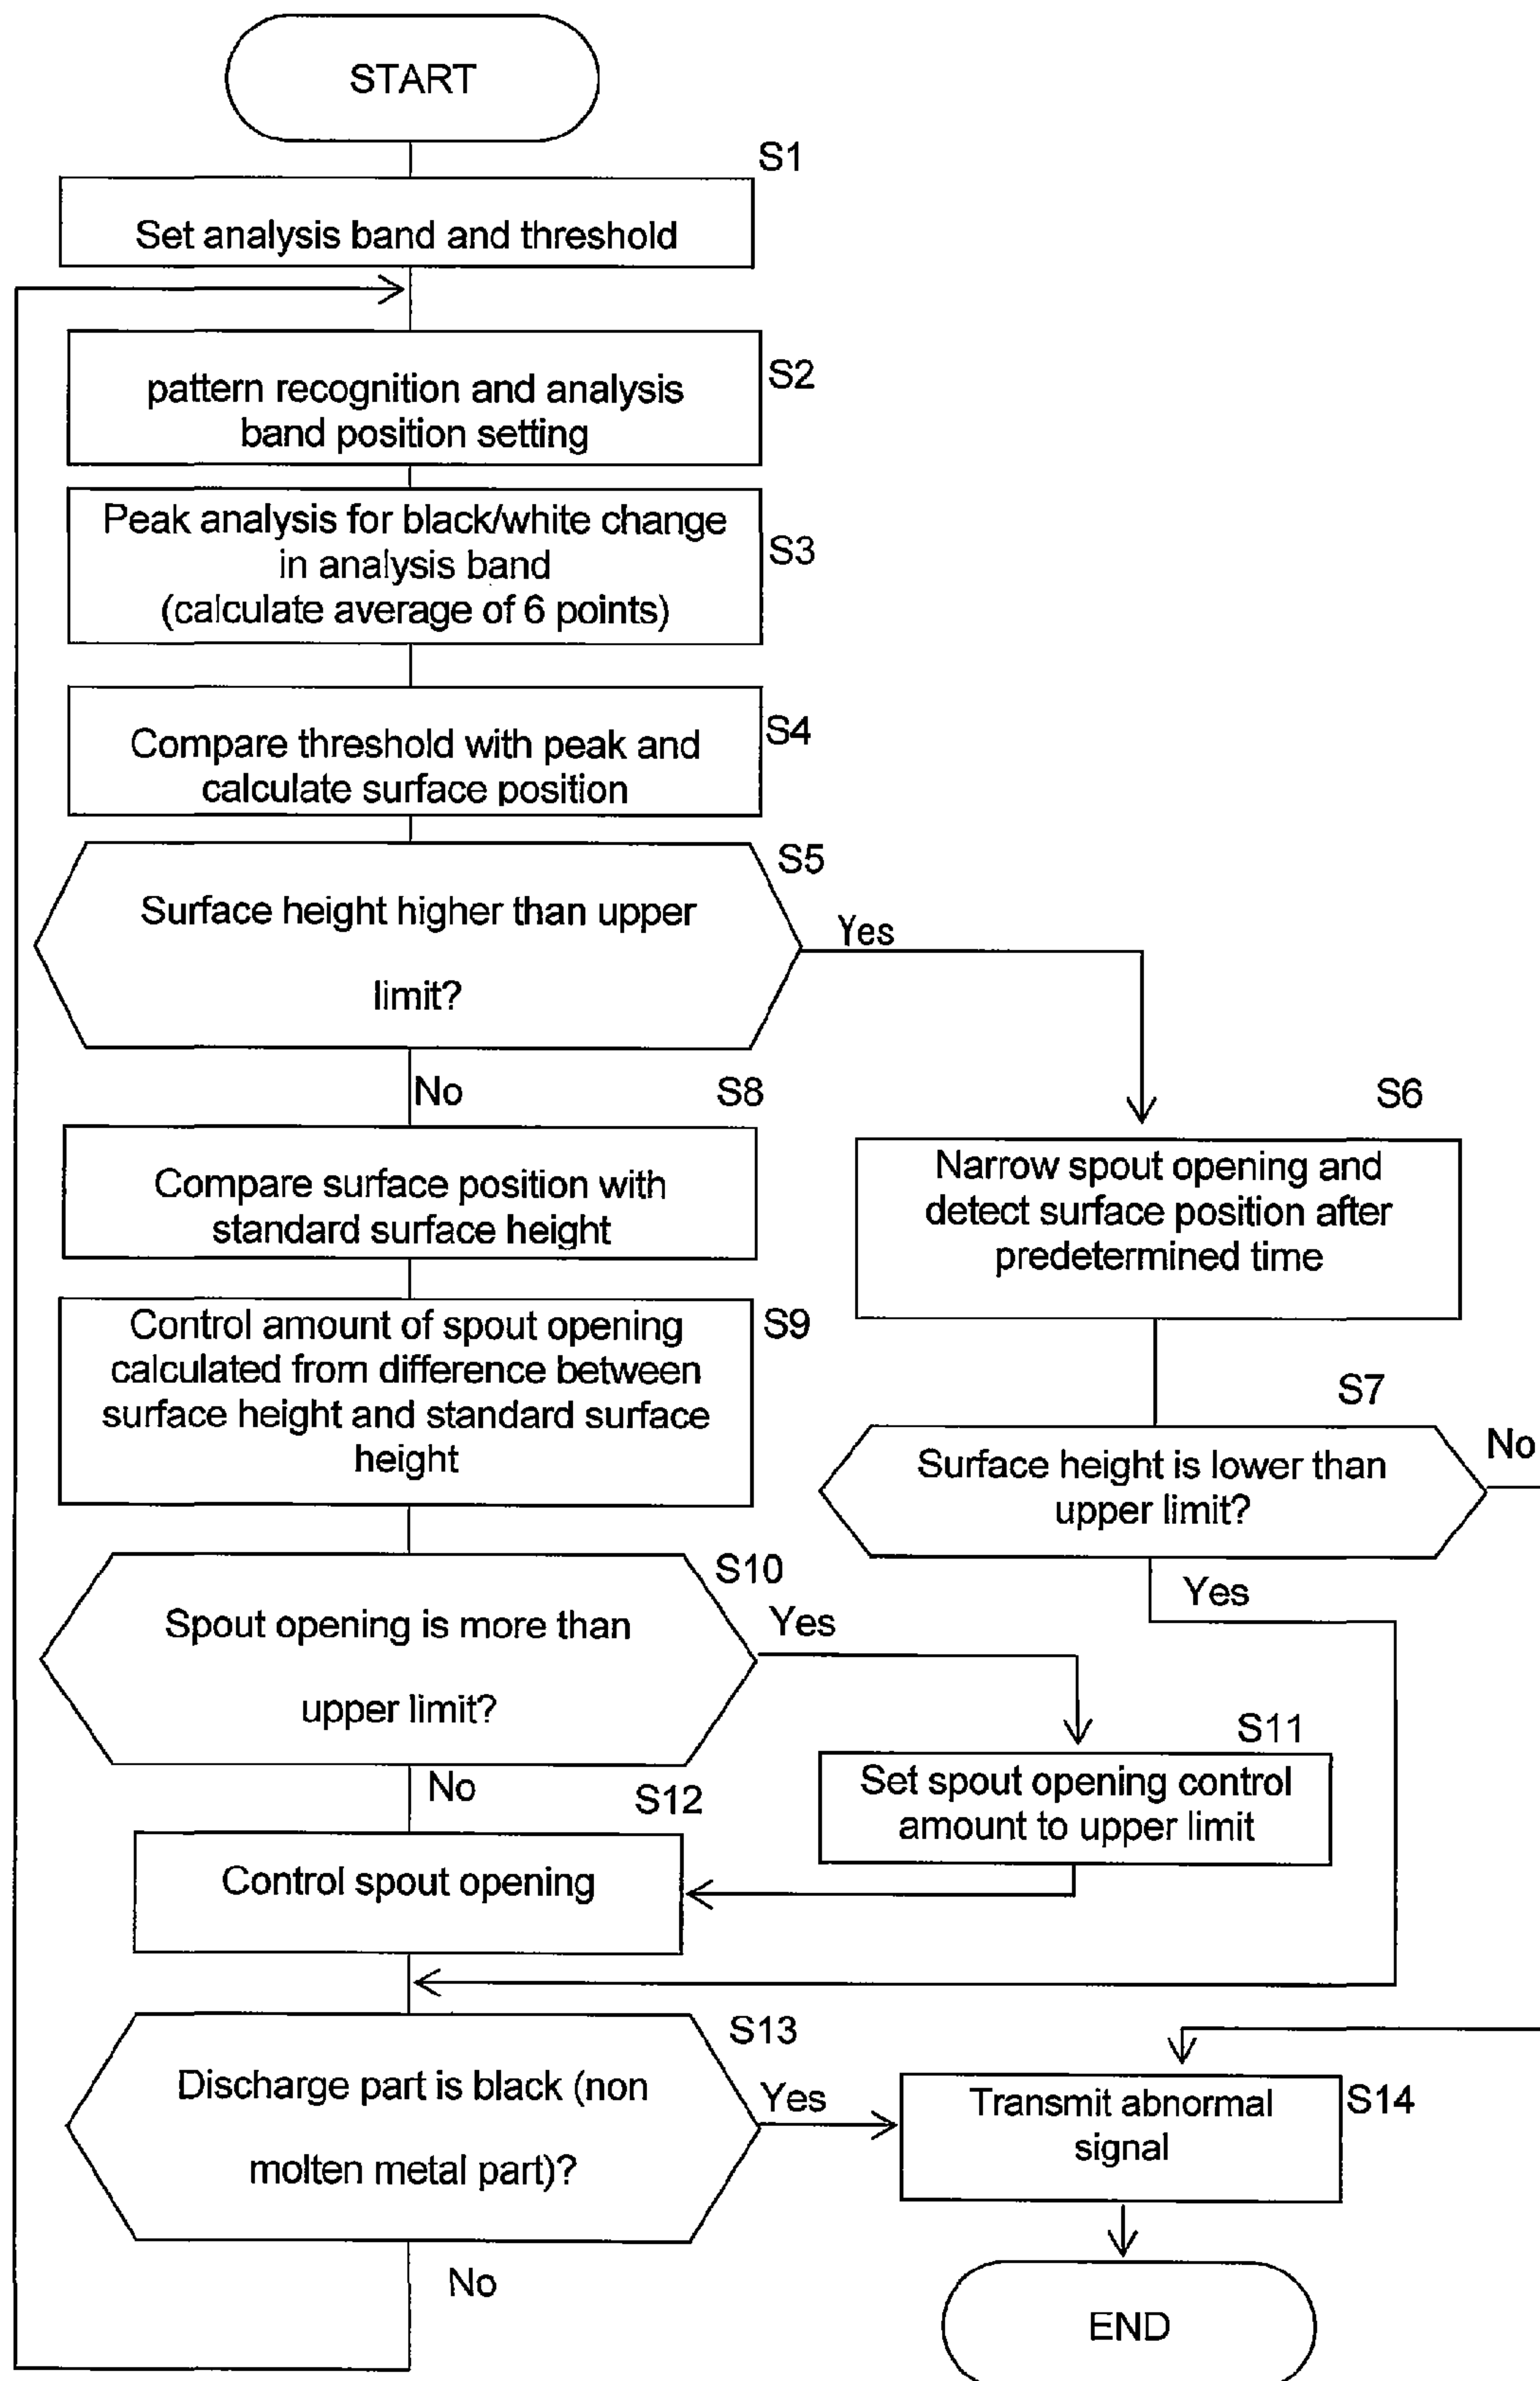 START
S1
Set analysis band and threshold
S2
pattern recognition and analysis
band position setting
Peak analysis for black/white change
in analysis band
(calculate average of 6 points)
S3
Compare threshold with peak and
calculate surface position
S4
S5
Surface height higher than upper
limit?
Yes
No
S8
Compare surface position with
standard surface height
S6
Narrow spout opening and
detect surface position after
predetermined time
Control amount of spout opening
calculated from difference between
surface height and standard surface
height
S9
S7
Surface height is lower than
upper limit?
No
Yes
S10
Spout opening is more than
upper limit?
Yes
No
S11
Set spout opening control
amount to upper limit
S12
Control spout opening
S13
Discharge part is black (non
molten metal part)?
Yes
No
Transmit abnormal
signal
S14
END